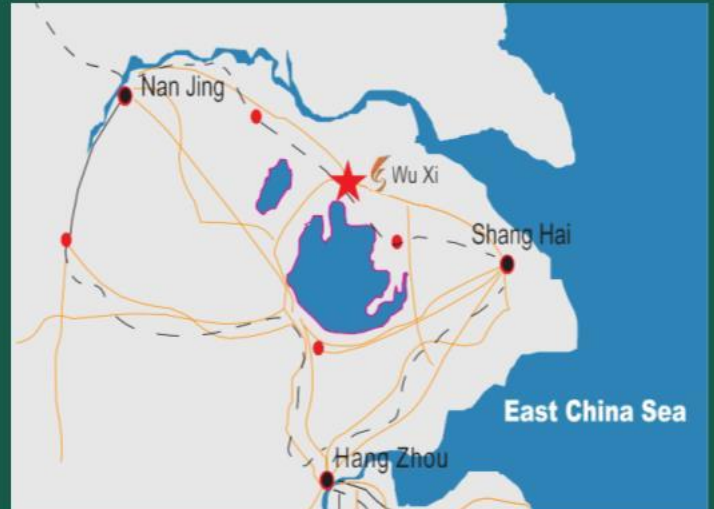 Nan Jing
Wu Xi
Shang Hai
East China Sea
Hang Zhou